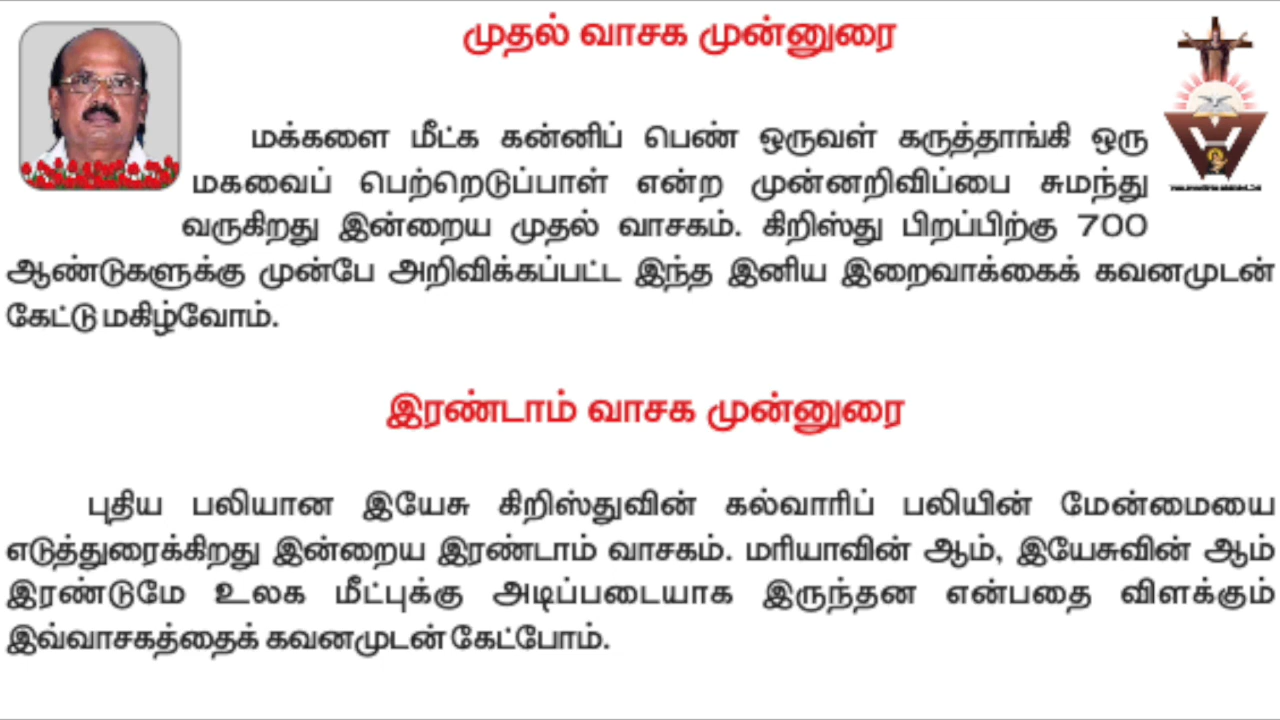 முதல் வாசக முன்னுரை
மக்களை மீட்க கன்னிப் பெண் ஒருவள் கருத்தாங்கி ஒரு
மகவைப் பெற்றெடுப்பாள் என்ற முன்னறிவிப்பை சுமந்து
வருகிறது இன்றைய முதல் வாசகம். கிறிஸ்து பிறப்பிற்கு 700
ஆண்டுகளுக்கு முன்பே அறிவிக்கப்பட்ட இந்த இனிய இறைவாக்கைக் கவனமுடன்
கேட்டு மகிழ்வோம்.
இரண்டாம் வாசக முன்னுரை
புதிய பலியான இயேசு கிறிஸ்துவின் கல்வாரிப் பலியின் மேன்மையை
எடுத்துரைக்கிறது இன்றைய இரண்டாம் வாசகம். மரியாவின் ஆம், இயேசுவின் ஆம்
இரண்டுமே உலக மீட்புக்கு அடிப்படையாக இருந்தன என்பதை விளக்கும்
இவ்வாசகத்தைக் கவனமுடன் கேட்போம்.